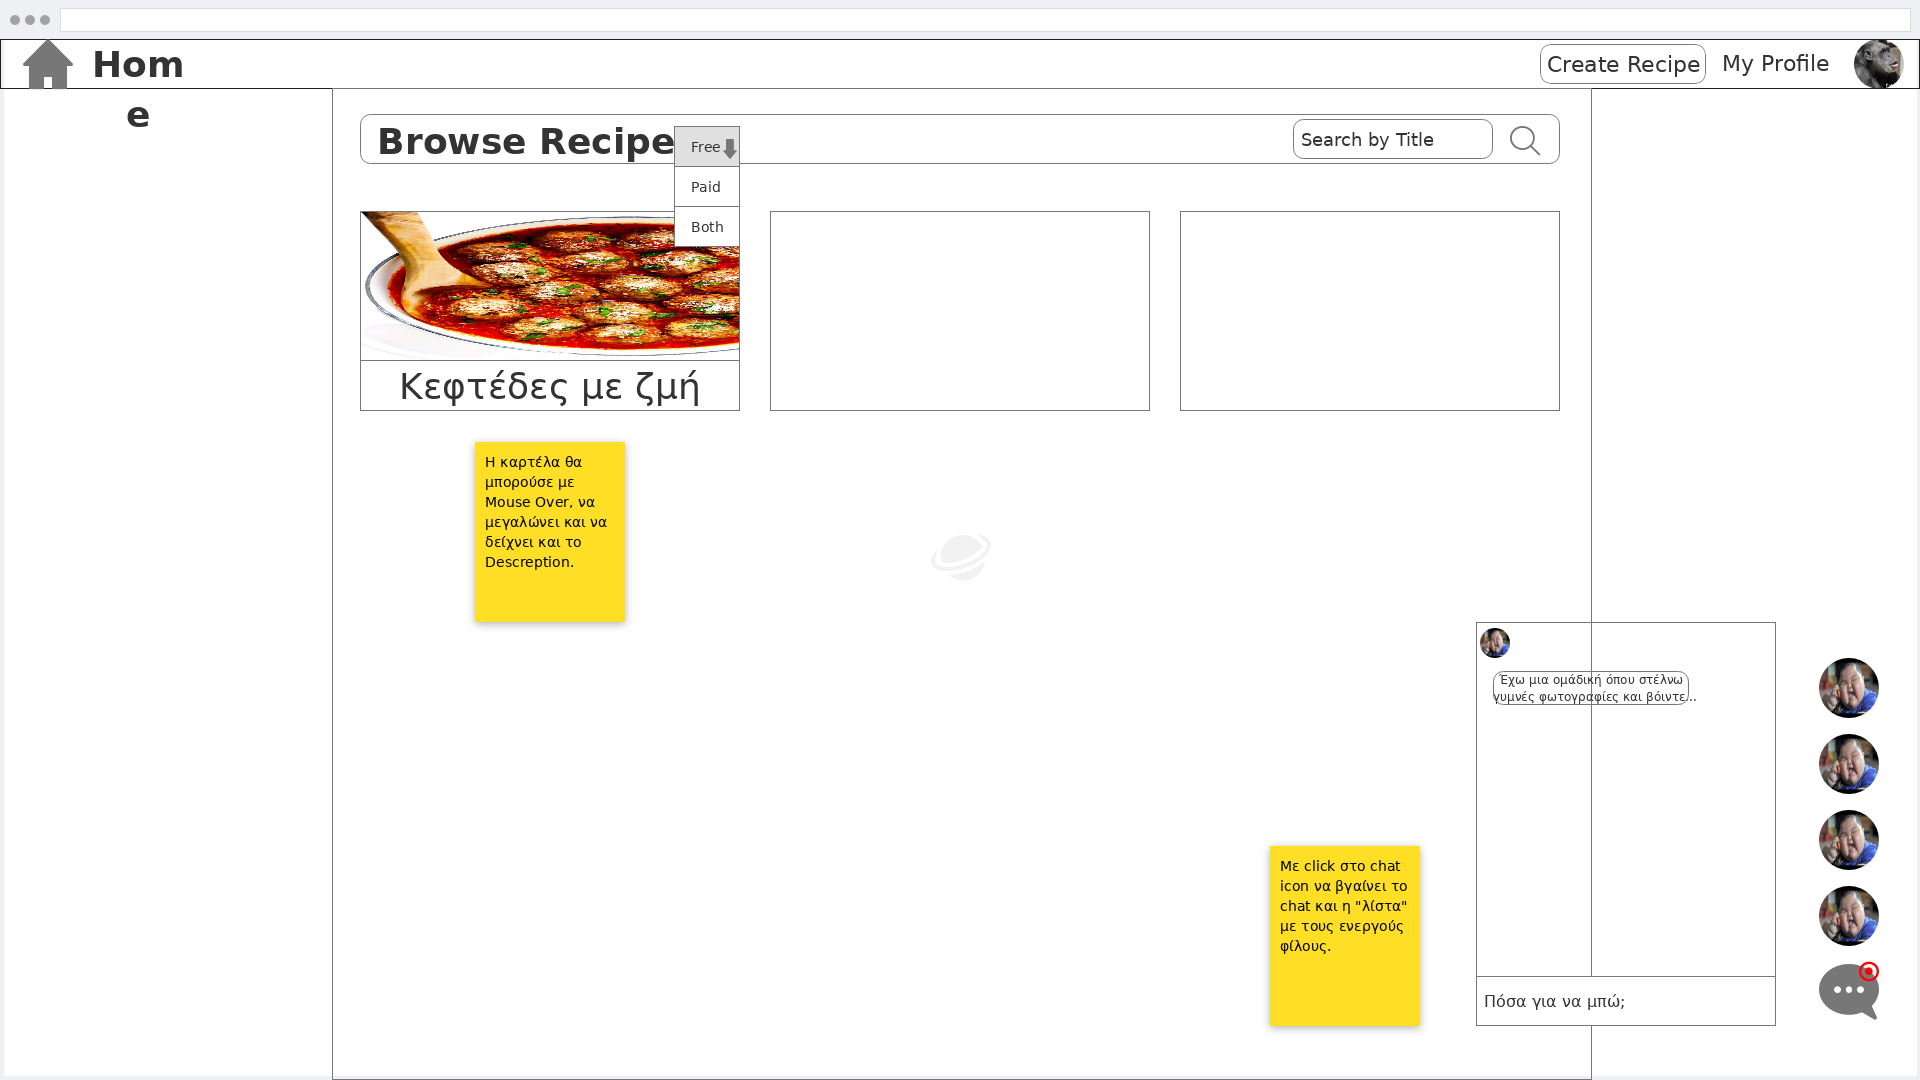 Hom
e
Create Recipe
My Profile
Browse Recipe
Free
Paid
Both
Search by Title
Κεφτέδες με ζμή
Η καρτέλα θα
μπορούσε με
Mouse Over, να
μεγαλώνει και να
δείχνει και το
Descreption.
Έχω μια ομάδική όπου στέλνω
γυμνές φωτογραφίες και βόιντε...
Με click στο chat
icon να βγαίνει το
chat και η "λίστα"
με τους ενεργούς
φίλους.
Πόσα για να μπώ;